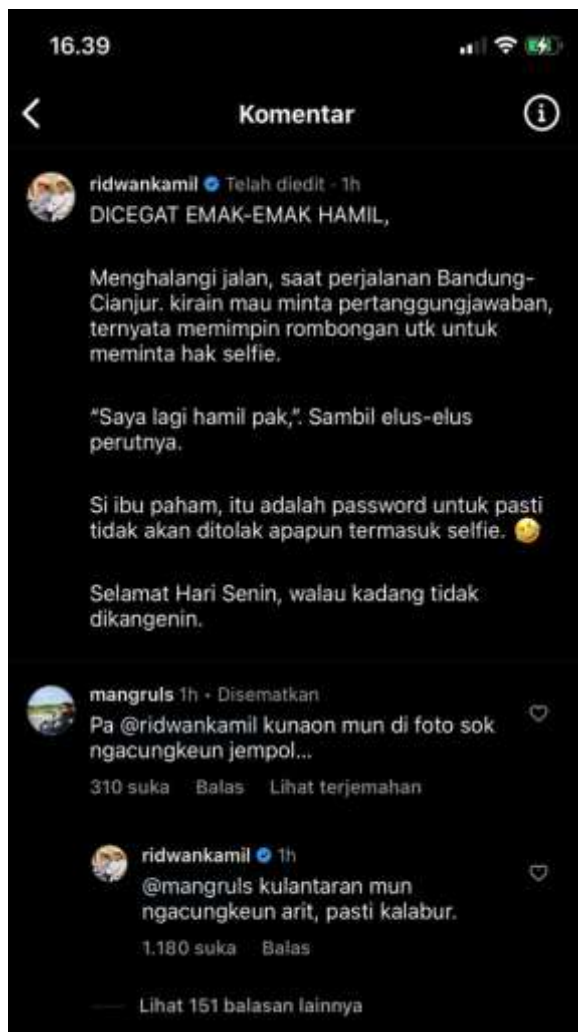 16.39
Komentar
ridwankamil Telah diedit · 1h
DICEGAT EMAK-EMAK HAMIL,
Menghalangi jalan, saat perjalanan Bandung-
Cianjur. kirain mau minta pertanggungjawaban,
ternyata memimpin rombongan utk untuk
meminta hak selfie.
"Saya lagi hamil pak,". Sambil elus-elus
perutnya.
Si ibu paham, itu adalah password untuk pasti
tidak akan ditolak apapun termasuk selfie. 🤣
Selamat Hari Senin, walau kadang tidak
dikangenin.
mangruls 1h • Disematkan
Pa @ridwankamil kunaon mun di foto sok
ngacungkeun jempol...
310 suka Balas Lihat terjemahan
ridwankamil 1h
@mangruls kulantaran mun
ngacungkeun arit, pasti kalabur.
1.180 suka Balas
Lihat 151 balasan lainnya